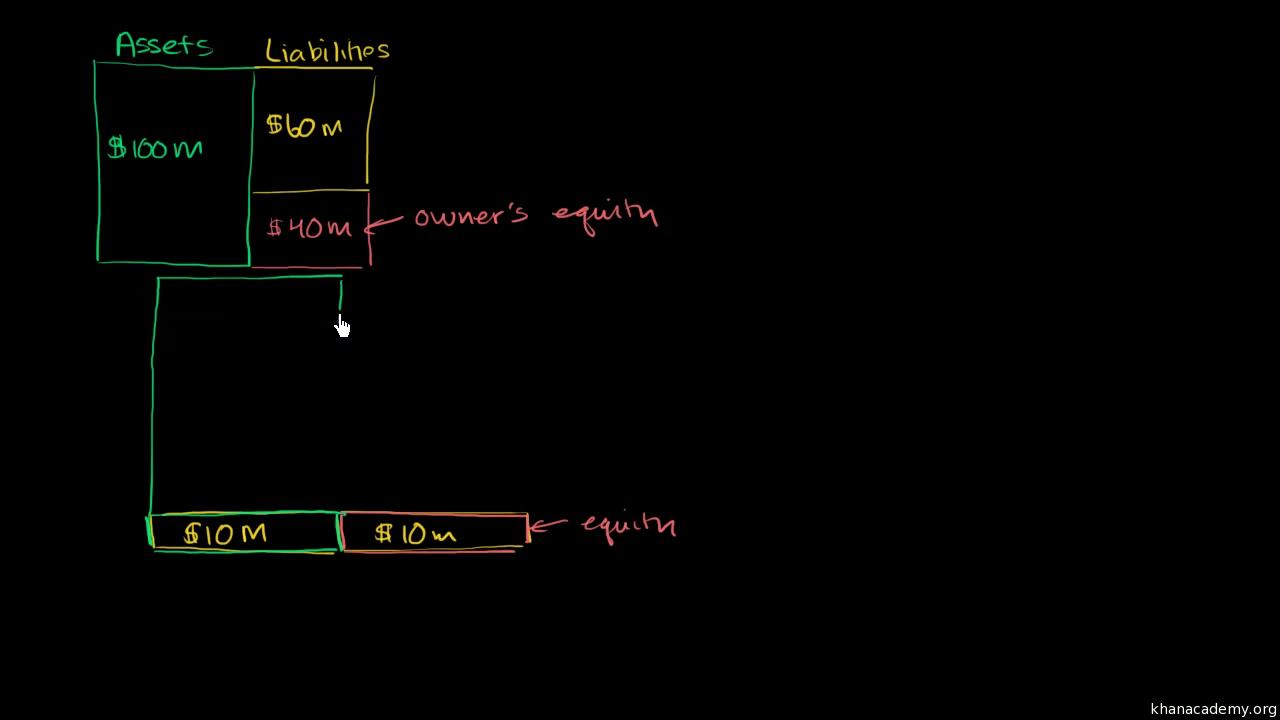 Assets Liabilities
$100M $60M
$40M owner's equity
$10M $10m equity
khanacademy.org